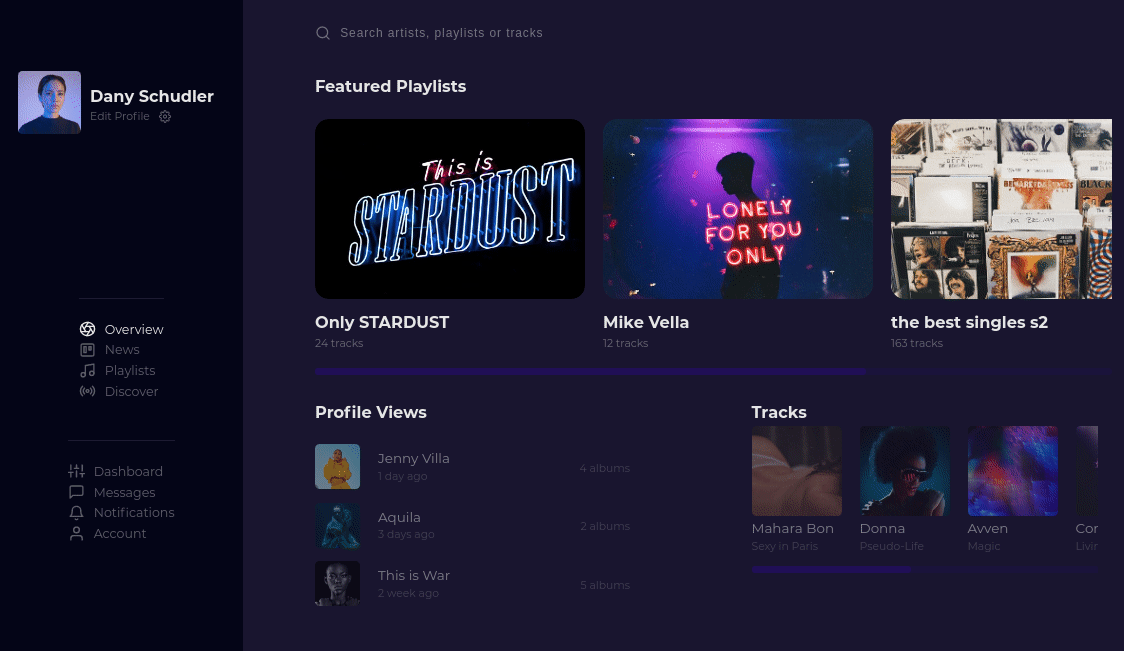 Search artists, playlists or tracks
Dany Schudler
Edit Profile
Overview
News
Playlists
Discover
Dashboard
Messages
Notifications
Account
Featured Playlists
This is
STARDUST
LONELY
FOR YOU
ONLY
Only STARDUST
24 tracks
Mike Vella
12 tracks
the best singles s2
163 tracks
Profile Views
Jenny Villa
1 day ago
4 albums
Aquila
3 days ago
2 albums
This is War
2 week ago
5 albums
Tracks
Mahara Bon
Sexy in Paris
Donna
Pseudo-Life
Avven
Magic
Cor
Livir